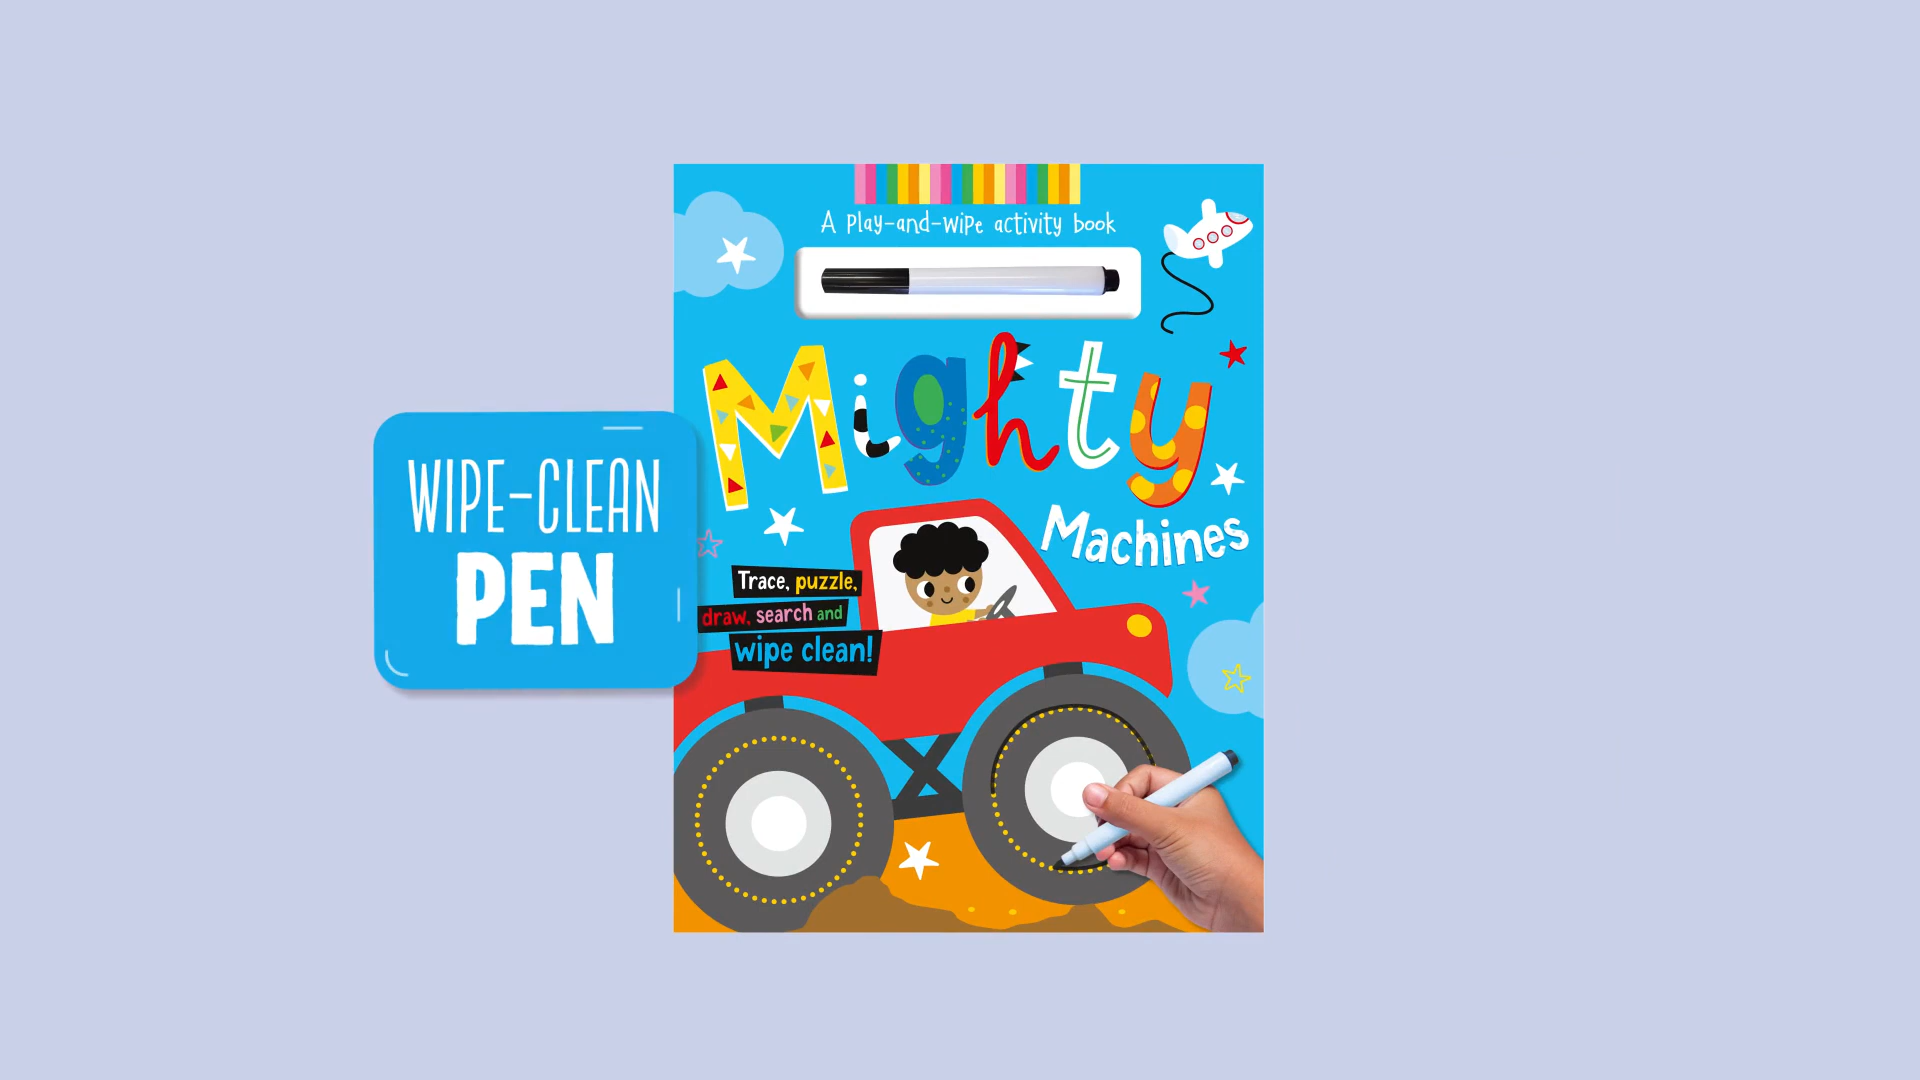 A play-and-wipe activity book
Mighty
Machines
WIPE-CLEAN
PEN
Trace, puzzle,
draw, search and
wipe clean!